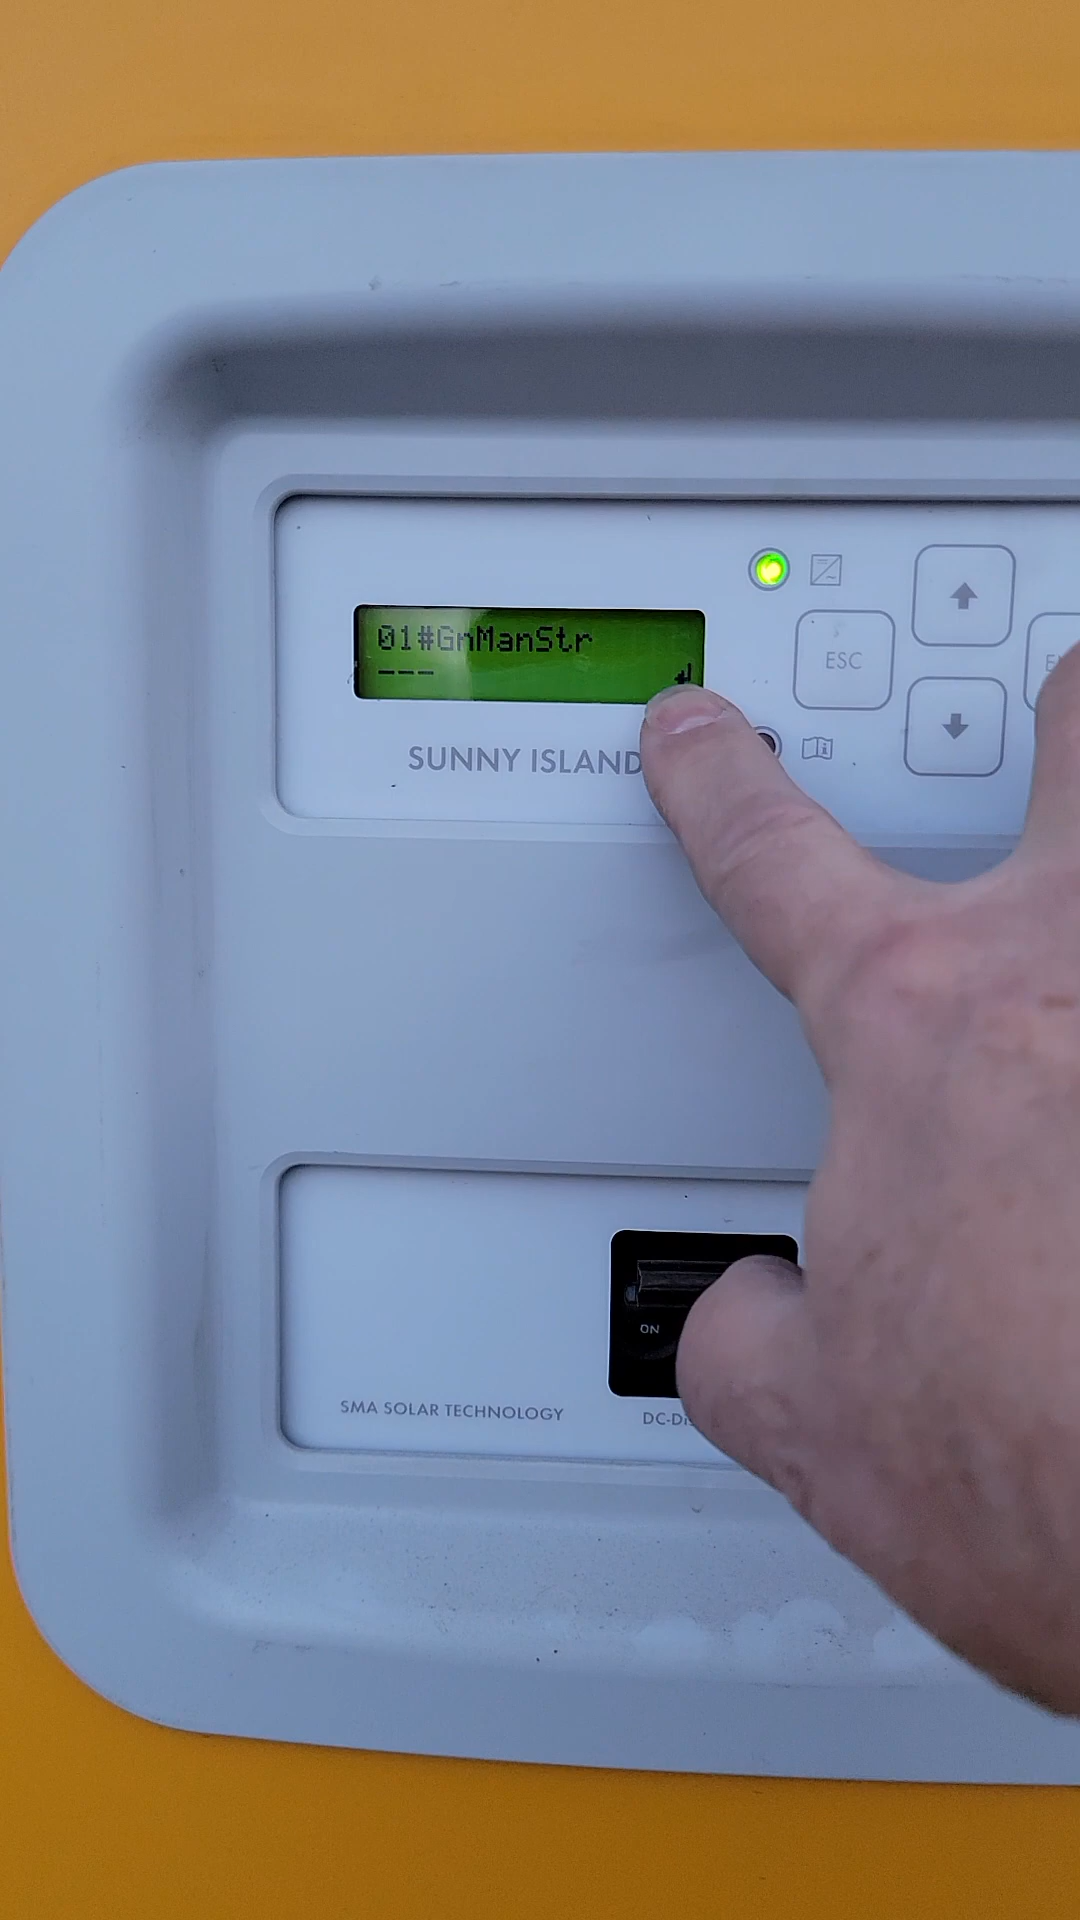 01#GnManStr
---
SUNNY ISLAND
ESC
ON
SMA SOLAR TECHNOLOGY